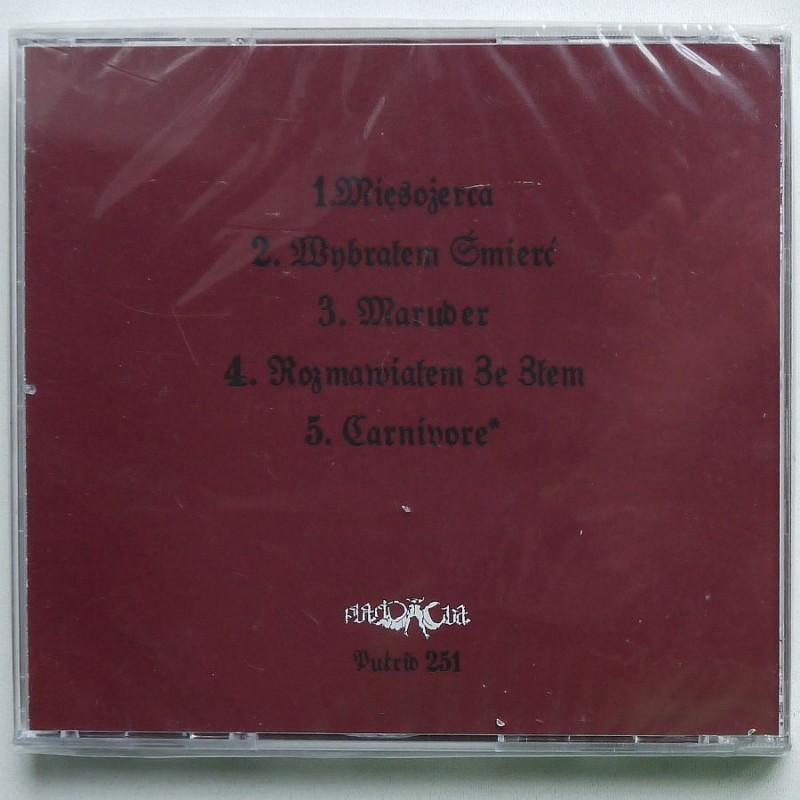 1.Mięsożerca
2. Wybrałem Śmierć
3. Maruder
4. Rozmawiałem Ze Złem
5. Carnivore*
Putrid 251